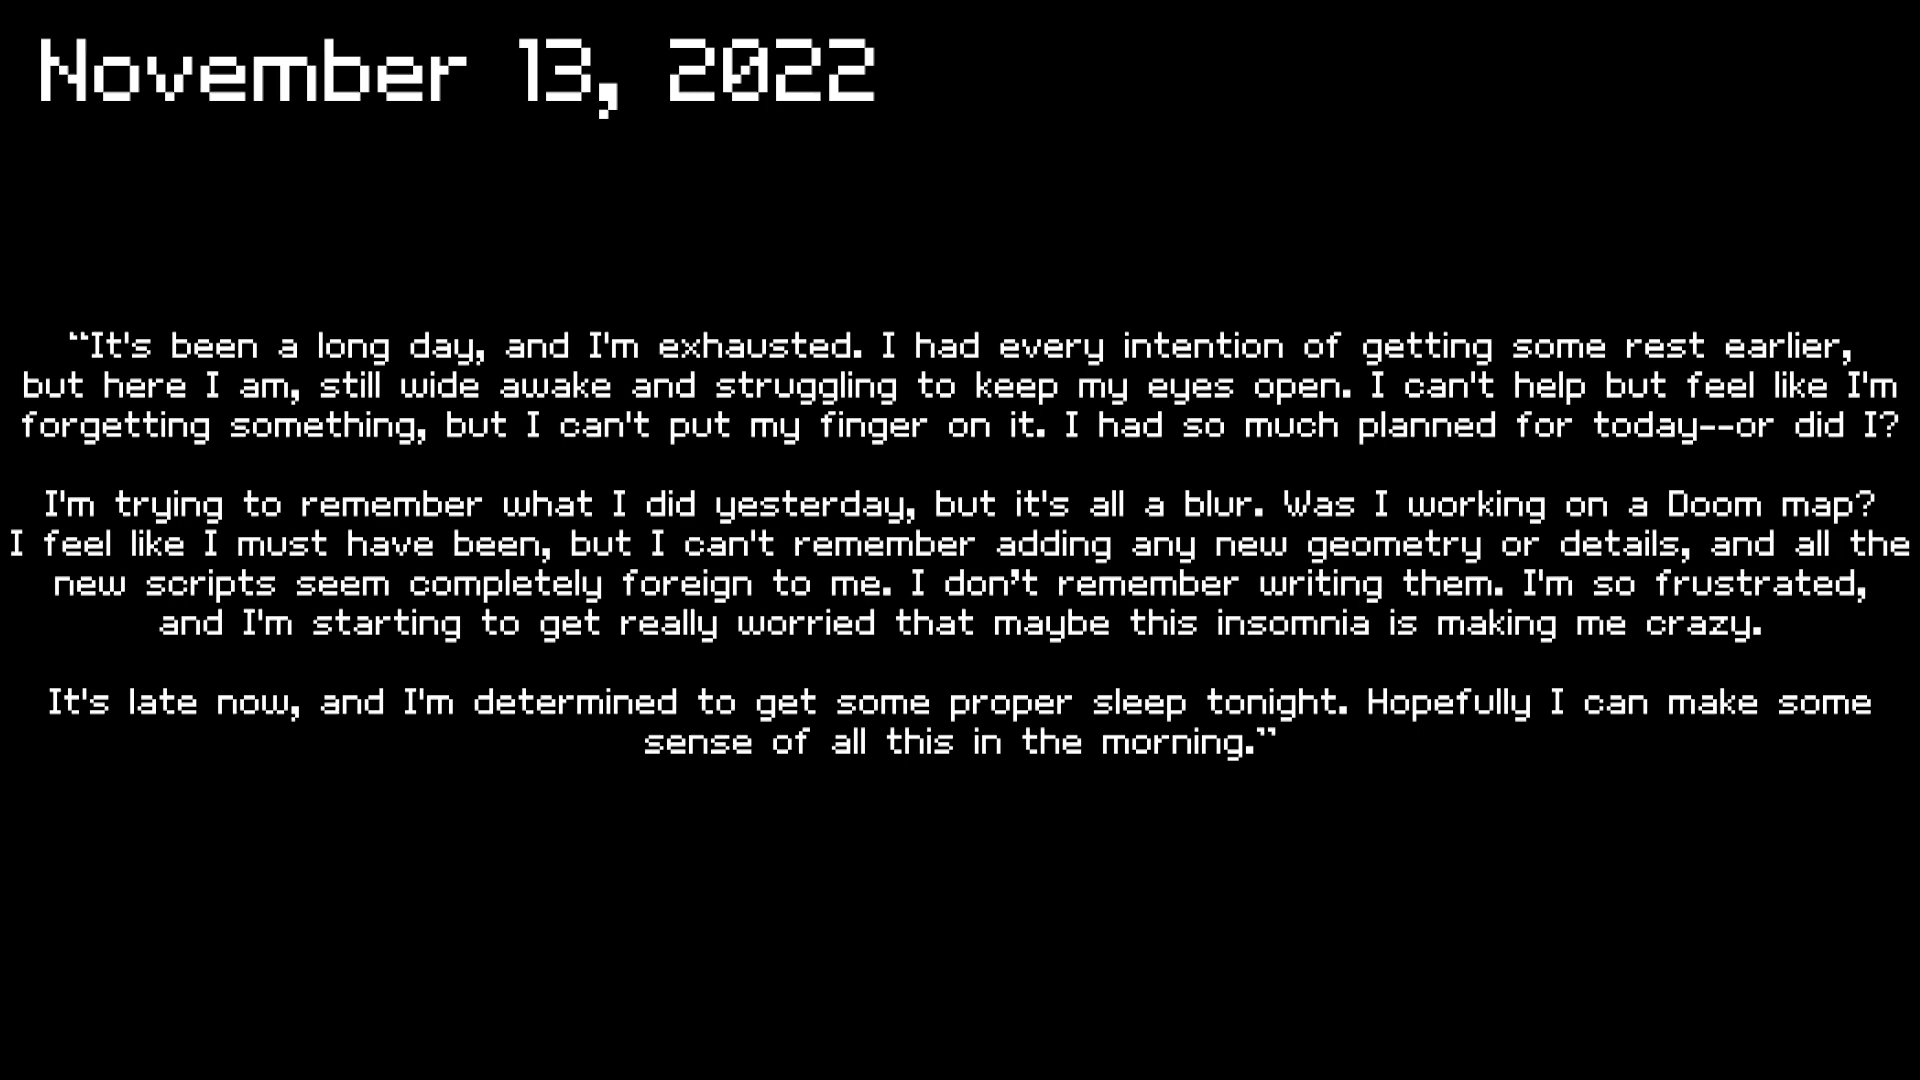 November 13, 2022
“It's been a long day, and I'm exhausted. I had every intention of getting some rest earlier,
but here I am, still wide awake and struggling to keep my eyes open. I can't help but feel like I'm
forgetting something, but I can't put my finger on it. I had so much planned for today--or did I?
I'm trying to remember what I did yesterday, but it's all a blur. Was I working on a Doom map?
I feel like I must have been, but I can't remember adding any new geometry or details, and all the
new scripts seem completely foreign to me. I don’t remember writing them. I'm so frustrated,
and I'm starting to get really worried that maybe this insomnia is making me crazy.
It's late now, and I'm determined to get some proper sleep tonight. Hopefully I can make some
sense of all this in the morning.”